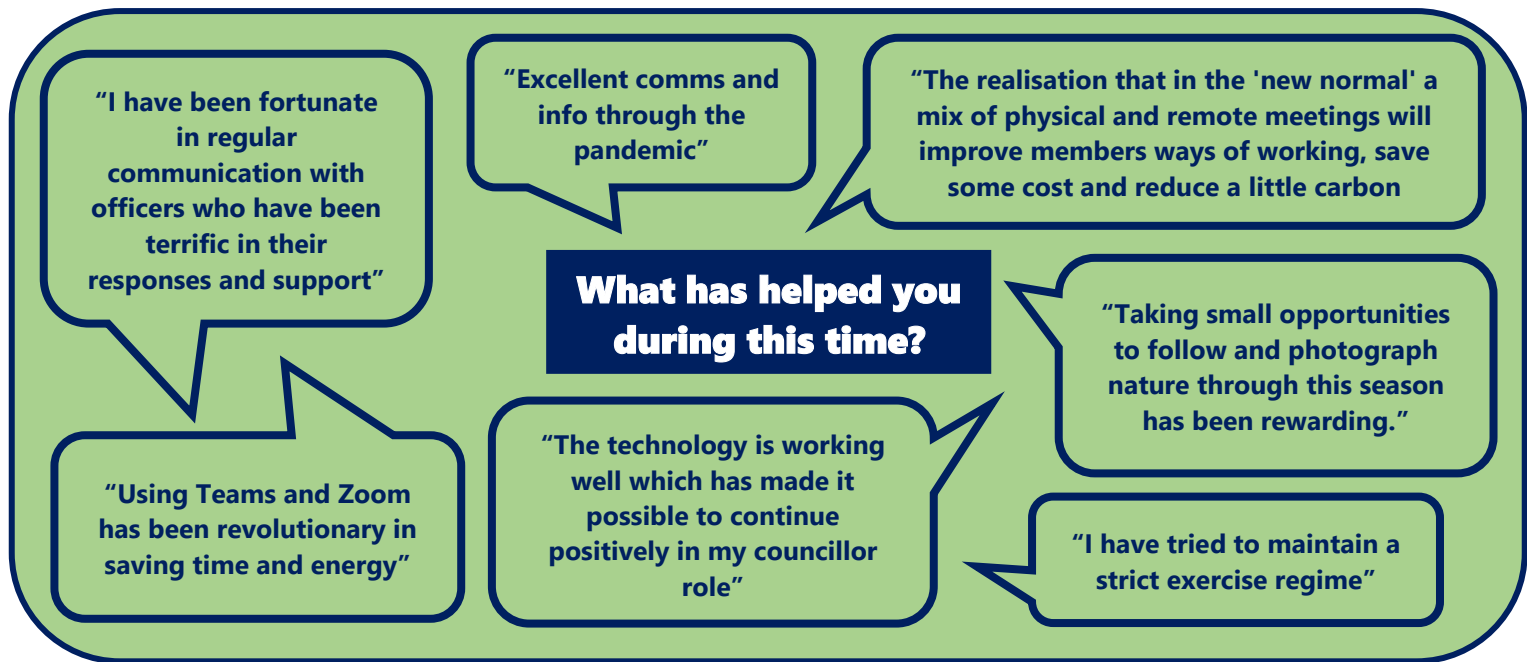 “I have been fortunate
in regular
communication with
officers who have been
terrific in their
responses and support”
“Excellent comms and
info through the
pandemic”
“The realisation that in the 'new normal' a
mix of physical and remote meetings will
improve members ways of working, save
some cost and reduce a little carbon
What has helped you
during this time?
“Taking small opportunities
to follow and photograph
nature through this season
has been rewarding.”
“Using Teams and Zoom
has been revolutionary in
saving time and energy”
“The technology is working
well which has made it
possible to continue
positively in my councillor
role”
“I have tried to maintain a
strict exercise regime”